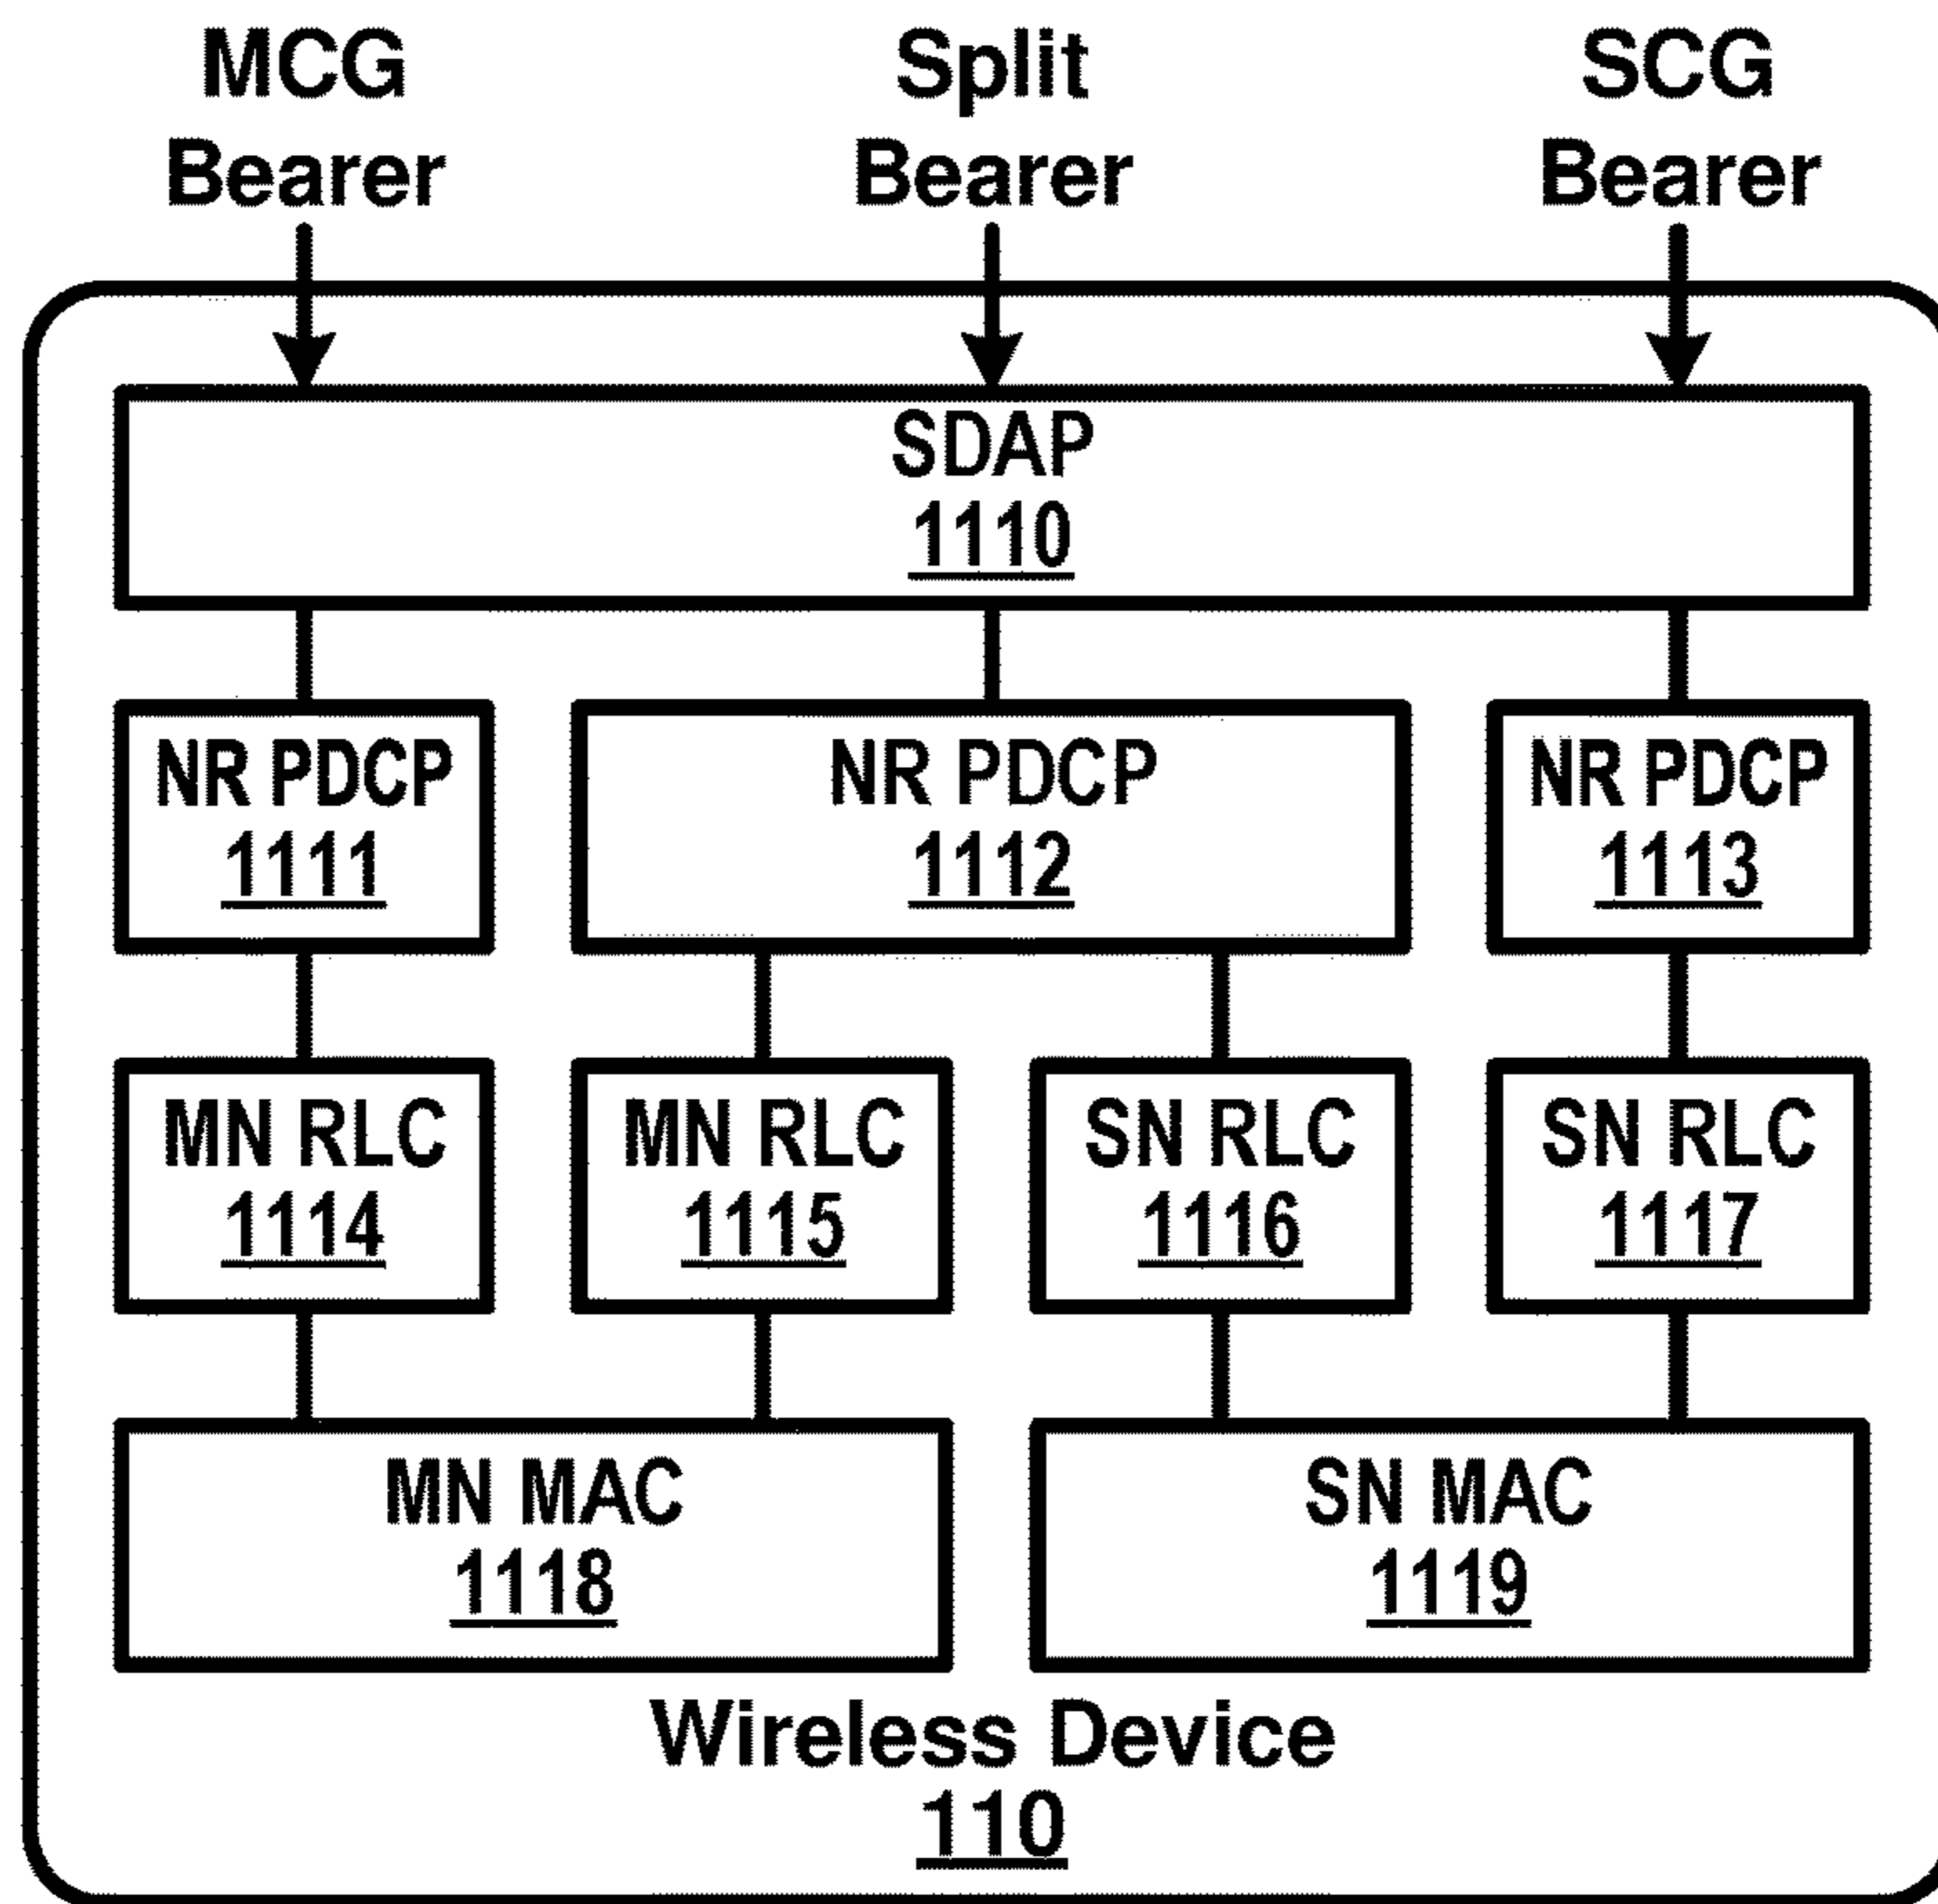 MCG
Bearer
Split
Bearer
SCG
Bearer
SDAP
1110
NR PDCP
1111
NR PDCP
1112
NR PDCP
1113
MN RLC
1114
MN RLC
1115
SN RLC
1116
SN RLC
1117
MN MAC
1118
SN MAC
1119
Wireless Device
110